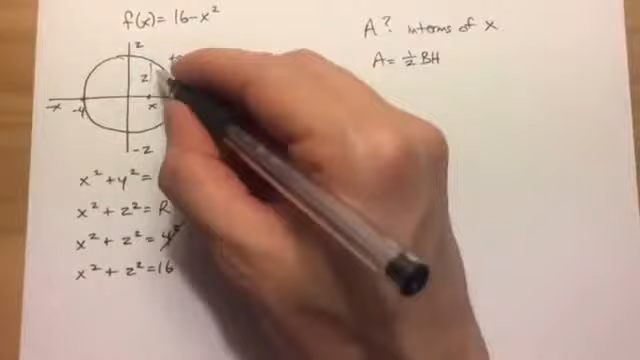 f(x) = 16 - x²
A? in terms of x
A = ½ BH
z
z
-x
-4
x
-z
x² + y² =
x² + z² = R
x² + z² = y²
x² + z² = 16